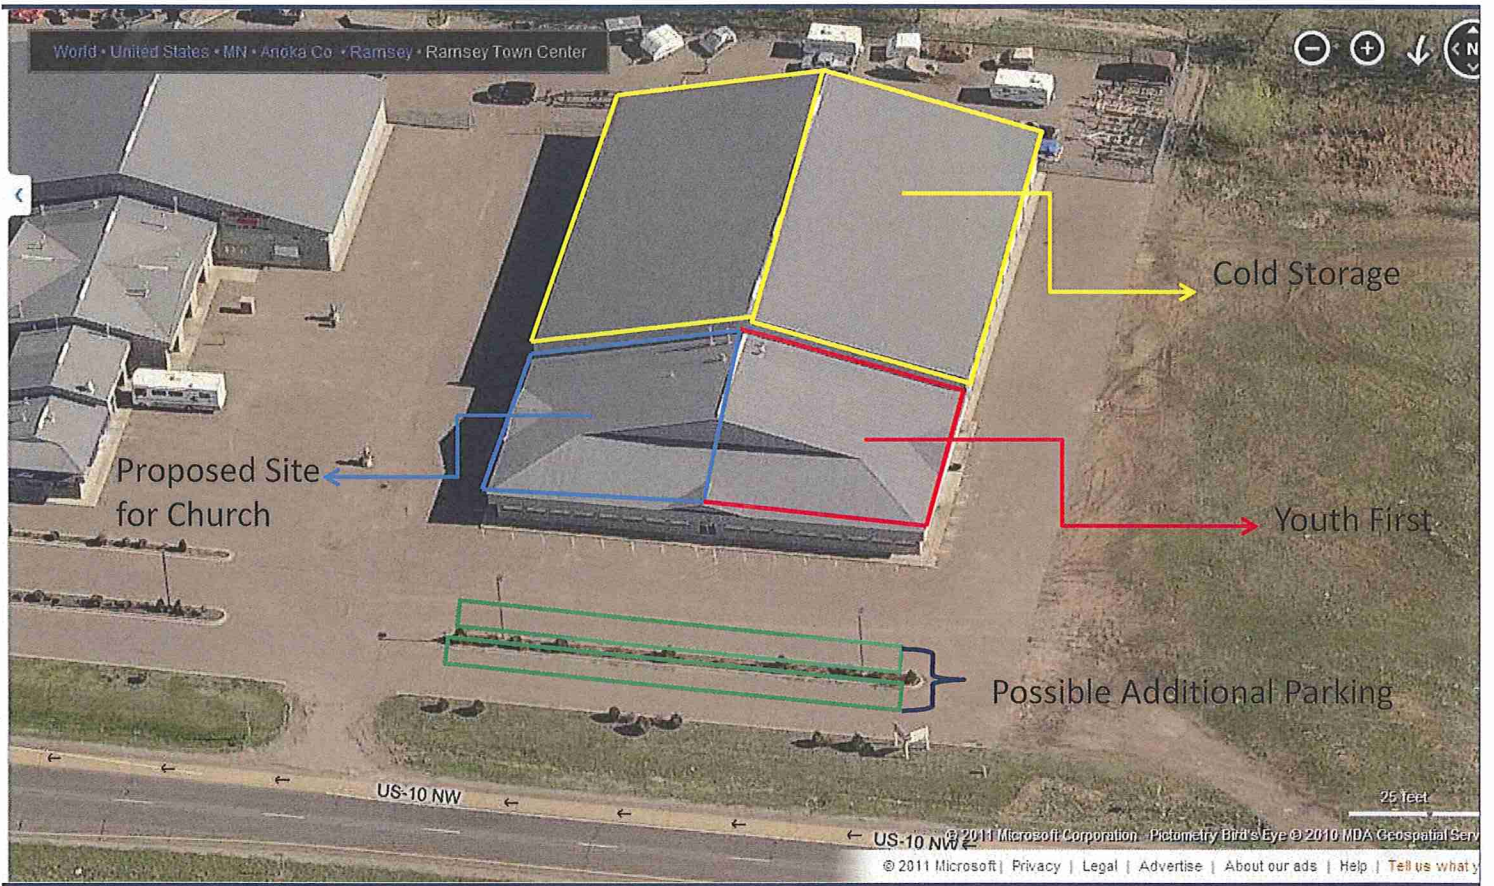 World • United States • MN • Anoka Co • Ramsey • Ramsey Town Center
N
Cold Storage
Proposed Site
for Church
Youth First
Possible Additional Parking
US-10 NW
25 feet
US-10 NW
© 2011 Microsoft Corporation Pictometry Bird's Eye © 2010 MDA Geospatial Serv
© 2011 Microsoft | Privacy | Legal | Advertise | About our ads | Help | Tell us what y